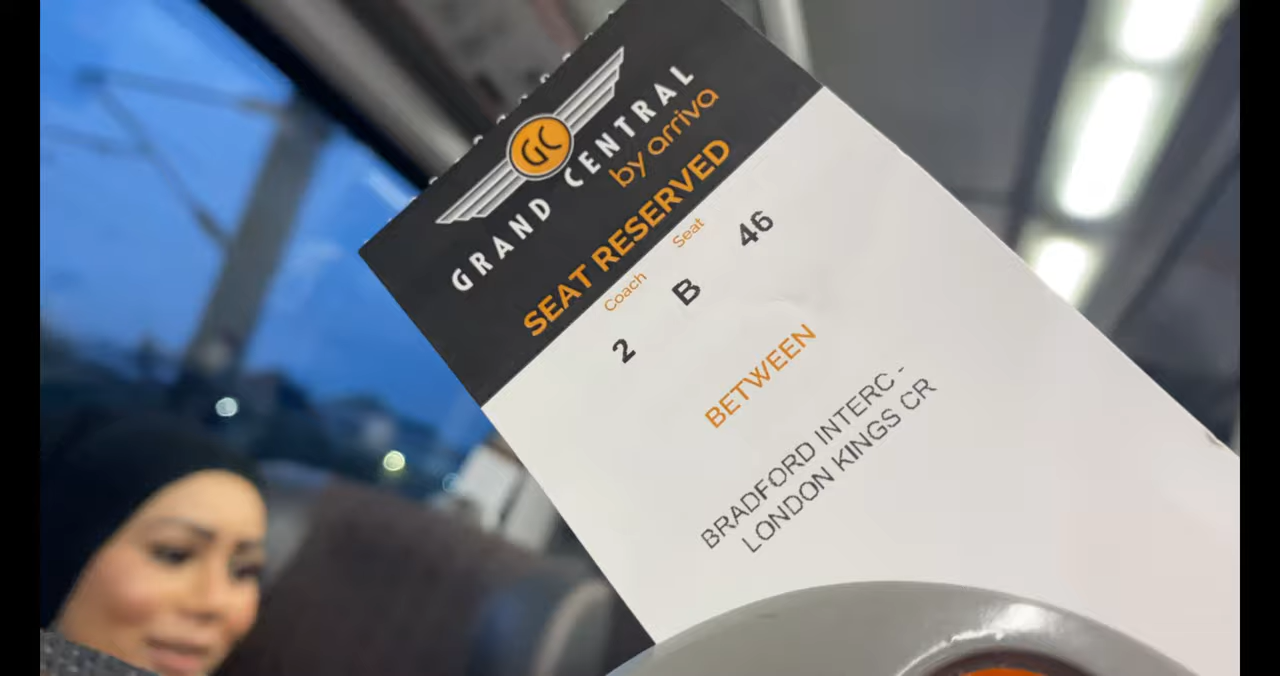 GC
GRAND CENTRAL
by arriva
SEAT RESERVED
Coach Seat
2 B 46
BETWEEN
BRADFORD INTERC -
LONDON KINGS CR